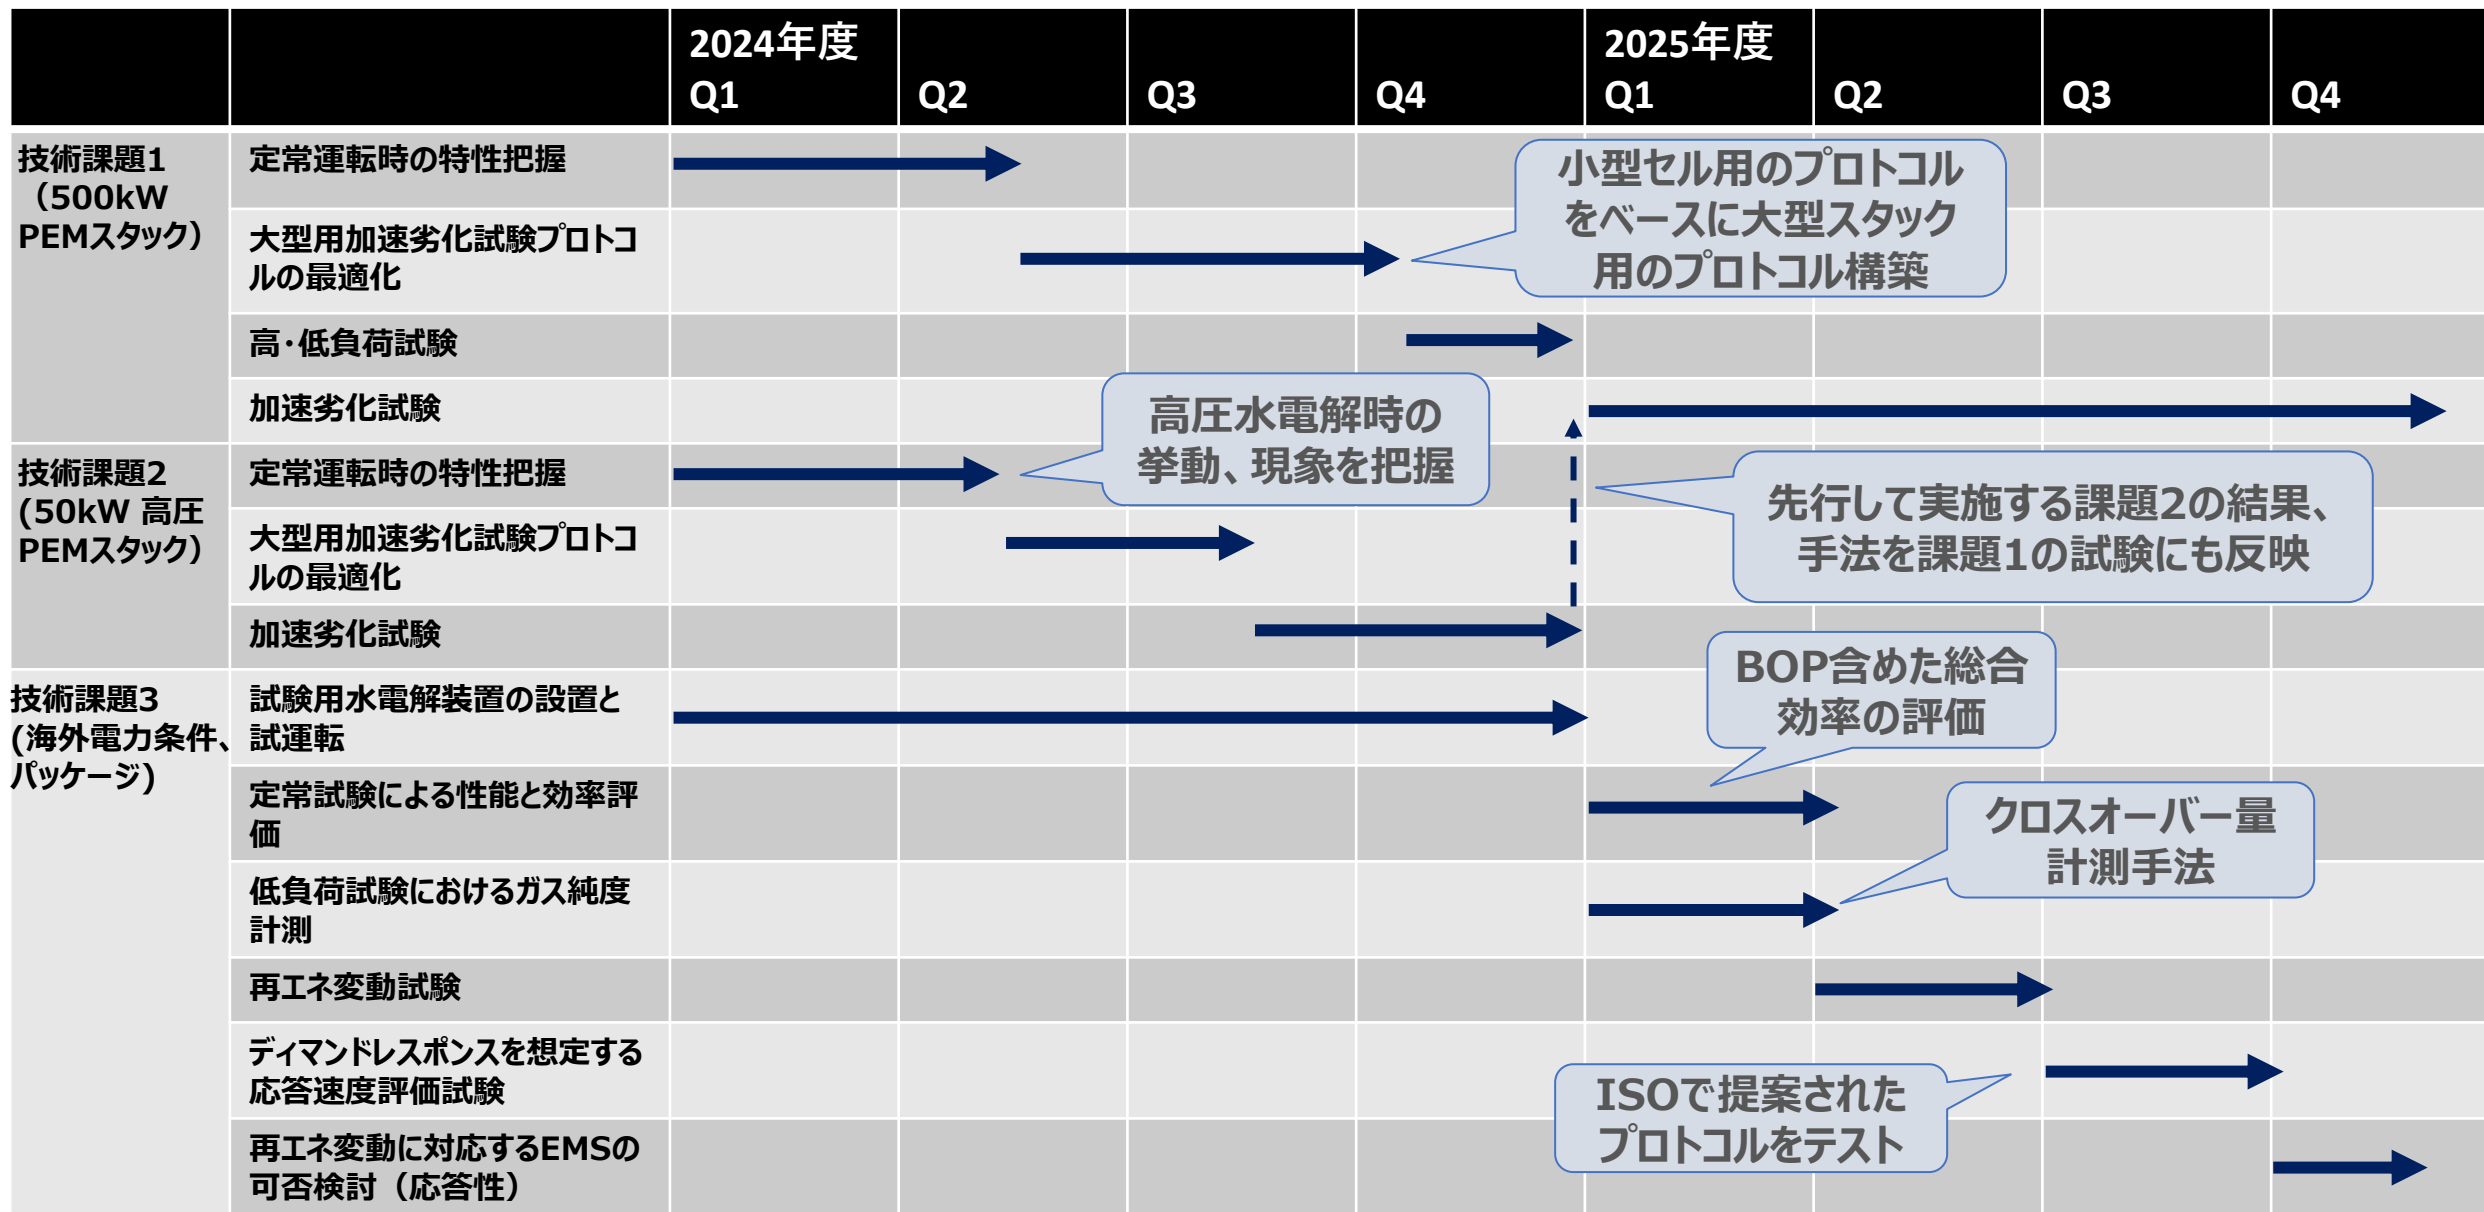 2024年度
Q1
Q2
Q3
Q4
2025年度
Q1
Q2
Q3
Q4
技術課題1
（500kW
PEMスタック）
定常運転時の特性把握
大型用加速劣化試験プロトコ
ルの最適化
高・低負荷試験
加速劣化試験
小型セル用のプロトコル
をベースに大型スタック
用のプロトコル構築
技術課題2
(50kW 高圧
PEMスタック）
定常運転時の特性把握
大型用加速劣化試験プロトコ
ルの最適化
加速劣化試験
高圧水電解時の
挙動、現象を把握
先行して実施する課題2の結果、
手法を課題1の試験にも反映
技術課題3
(海外電力条件、
パッケージ)
試験用水電解装置の設置と
試運転
定常試験による性能と効率評
価
低負荷試験におけるガス純度
計測
再エネ変動試験
ディマンドレスポンスを想定する
応答速度評価試験
再エネ変動に対応するEMSの
可否検討（応答性）
BOP含めた総合
効率の評価
クロスオーバー量
計測手法
ISOで提案された
プロトコルをテスト